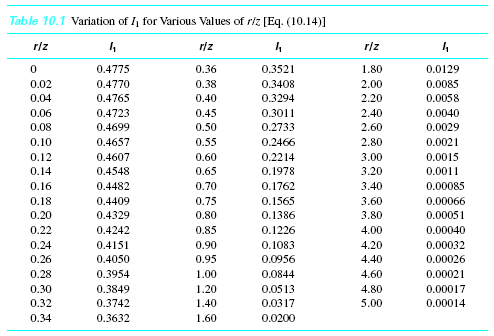 Table 10.1 Variation of I₁ for Various Values of r/z [Eq. (10.14)]
r/z I₁ r/z I₁ r/z I₁
0 0.4775 0.36 0.3521 1.80 0.0129
0.02 0.4770 0.38 0.3408 2.00 0.0085
0.04 0.4765 0.40 0.3294 2.20 0.0058
0.06 0.4723 0.45 0.3011 2.40 0.0040
0.08 0.4699 0.50 0.2733 2.60 0.0029
0.10 0.4657 0.55 0.2466 2.80 0.0021
0.12 0.4607 0.60 0.2214 3.00 0.0015
0.14 0.4548 0.65 0.1978 3.20 0.0011
0.16 0.4482 0.70 0.1762 3.40 0.00085
0.18 0.4409 0.75 0.1565 3.60 0.00066
0.20 0.4329 0.80 0.1386 3.80 0.00051
0.22 0.4242 0.85 0.1226 4.00 0.00040
0.24 0.4151 0.90 0.1083 4.20 0.00032
0.26 0.4050 0.95 0.0956 4.40 0.00026
0.28 0.3954 1.00 0.0844 4.60 0.00021
0.30 0.3849 1.20 0.0513 4.80 0.00017
0.32 0.3742 1.40 0.0317 5.00 0.00014
0.34 0.3632 1.60 0.0200